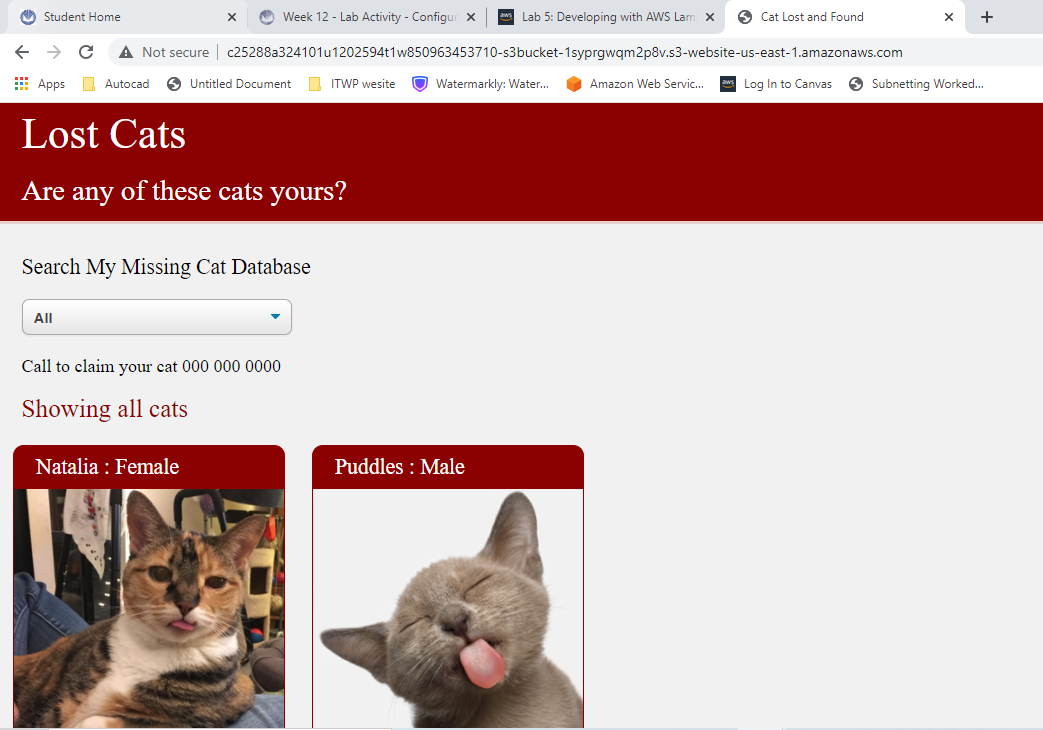 Student Home
Week 12 - Lab Activity - Configur
aws Lab 5: Developing with AWS Lam
Cat Lost and Found
Not secure c25288a324101u1202594t1w850963453710-s3bucket-1syprgwqm2p8v.s3-website-us-east-1.amazonaws.com
Apps Autocad Untitled Document ITWP wesite Watermarkly: Water... Amazon Web Servic... aws Log In to Canvas Subnetting Worked...
Lost Cats
Are any of these cats yours?
Search My Missing Cat Database
All
Call to claim your cat 000 000 0000
Showing all cats
Natalia : Female
Puddles : Male